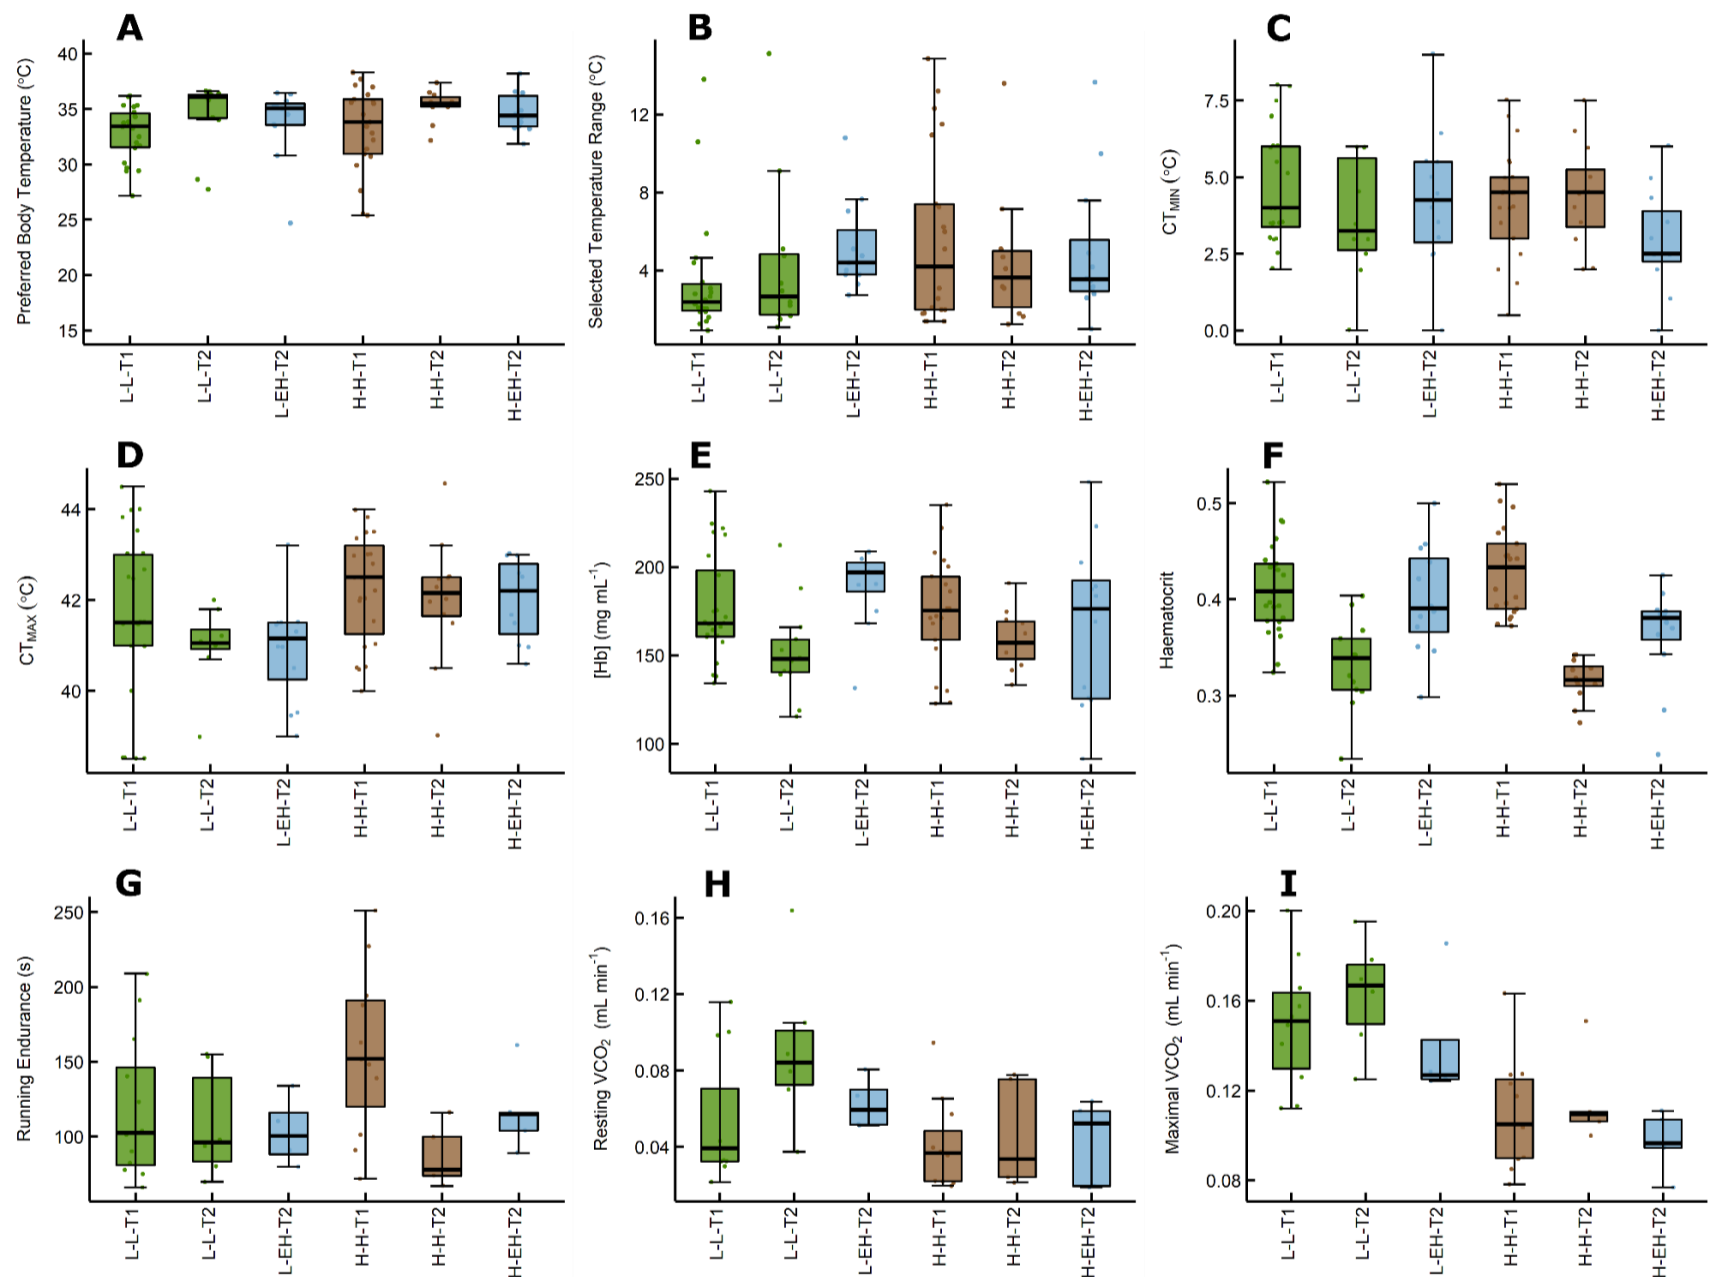 A
Preferred Body Temperature (°C)
40
35
30
25
20
15
L-L-T1
L-L-T2
L-EH-T2
H-H-T1
H-H-T2
H-EH-T2
B
Selected Temperature Range (°C)
12
8
4
L-L-T1
L-L-T2
L-EH-T2
H-H-T1
H-H-T2
H-EH-T2
C
CT_MIN (°C)
7.5
5.0
2.5
0.0
L-L-T1
L-L-T2
L-EH-T2
H-H-T1
H-H-T2
H-EH-T2
D
CT_MAX (°C)
44
42
40
L-L-T1
L-L-T2
L-EH-T2
H-H-T1
H-H-T2
H-EH-T2
E
[Hb] (mg mL⁻¹)
250
200
150
100
L-L-T1
L-L-T2
L-EH-T2
H-H-T1
H-H-T2
H-EH-T2
F
Haematocrit
0.5
0.4
0.3
L-L-T1
L-L-T2
L-EH-T2
H-H-T1
H-H-T2
H-EH-T2
G
Running Endurance (s)
250
200
150
100
L-L-T1
L-L-T2
L-EH-T2
H-H-T1
H-H-T2
H-EH-T2
H
Resting VCO₂ (mL min⁻¹)
0.16
0.12
0.08
0.04
L-L-T1
L-L-T2
L-EH-T2
H-H-T1
H-H-T2
H-EH-T2
I
Maximal VCO₂ (mL min⁻¹)
0.20
0.16
0.12
0.08
L-L-T1
L-L-T2
L-EH-T2
H-H-T1
H-H-T2
H-EH-T2